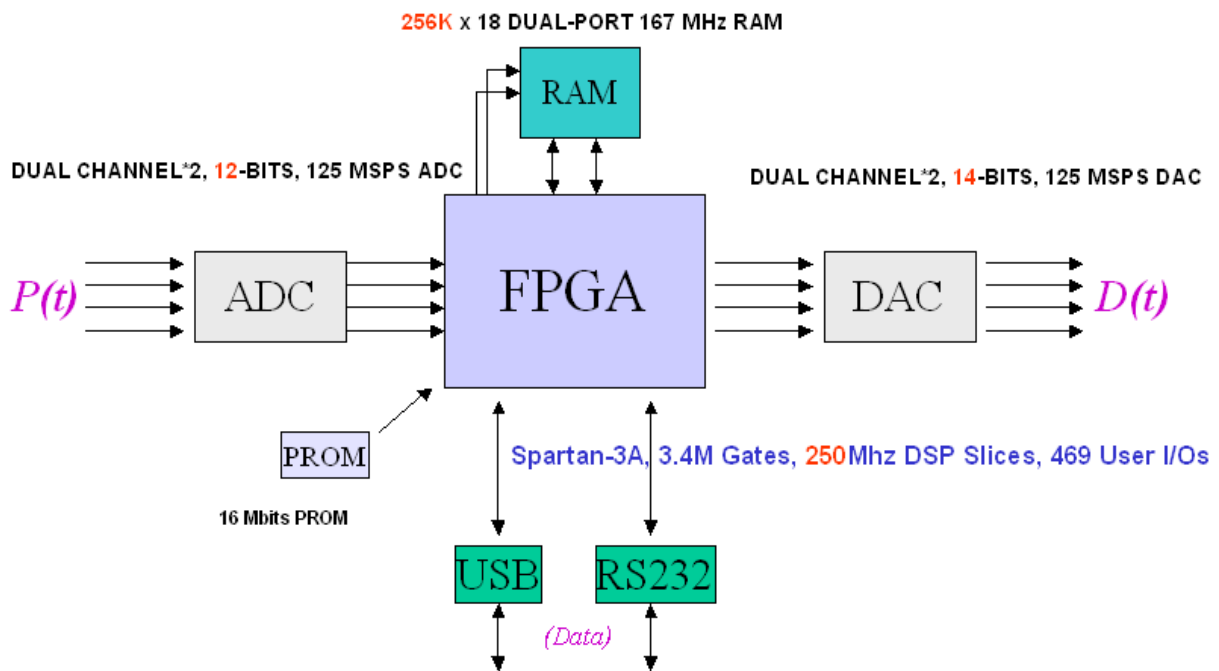 256K x 18 DUAL-PORT 167 MHz RAM
RAM
DUAL CHANNEL*2, 12-BITS, 125 MSPS ADC
DUAL CHANNEL*2, 14-BITS, 125 MSPS DAC
P(t)
ADC
FPGA
DAC
D(t)
PROM
Spartan-3A, 3.4M Gates, 250Mhz DSP Slices, 469 User I/Os
16 Mbits PROM
USB
RS232
(Data)